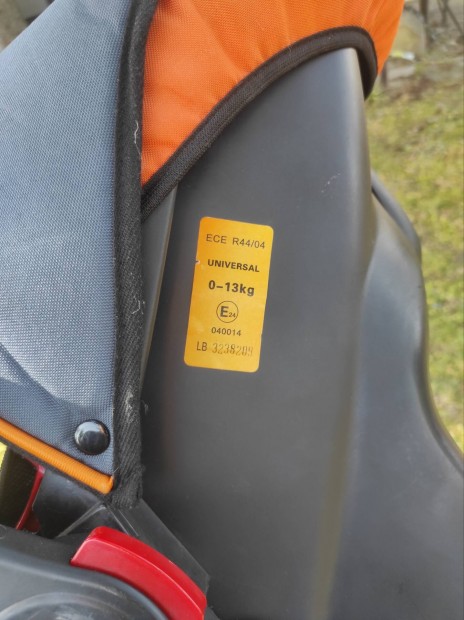 ECE R44/04
UNIVERSAL
0-13kg
E24
040014
LB 3238209